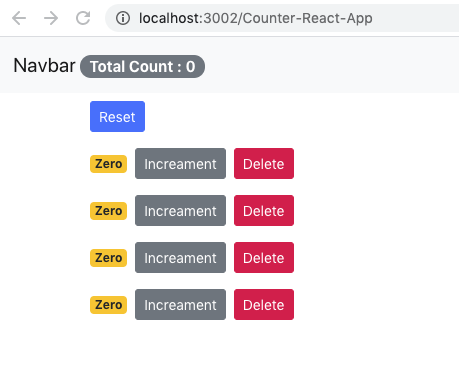 localhost:3002/Counter-React-App
Navbar Total Count : 0
Reset
Zero Increament Delete
Zero Increament Delete
Zero Increament Delete
Zero Increament Delete